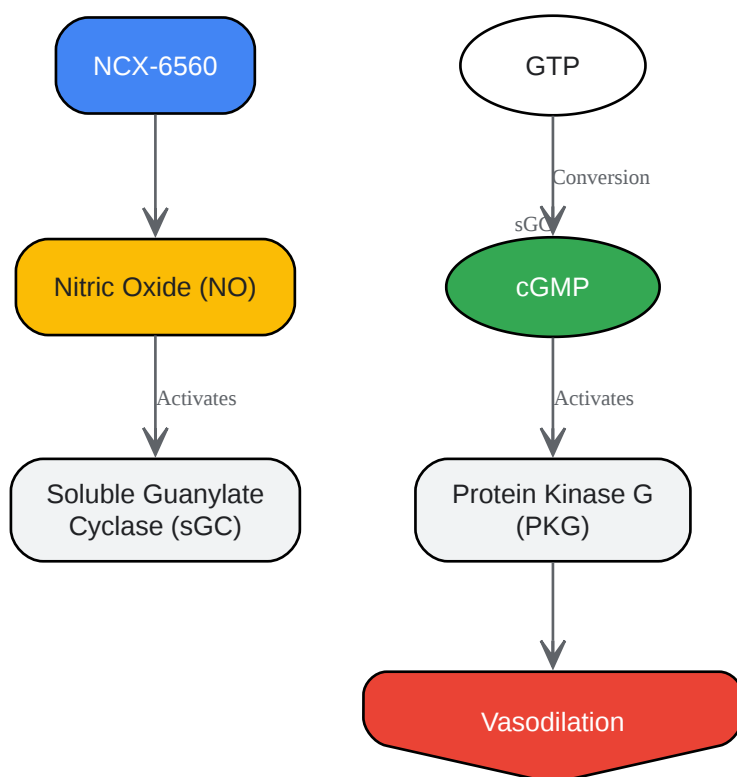 NCX-6560
GTP
Conversion
sGC
Nitric Oxide (NO)
cGMP
Activates
Activates
Soluble Guanylate
Cyclase (sGC)
Protein Kinase G
(PKG)
Vasodilation